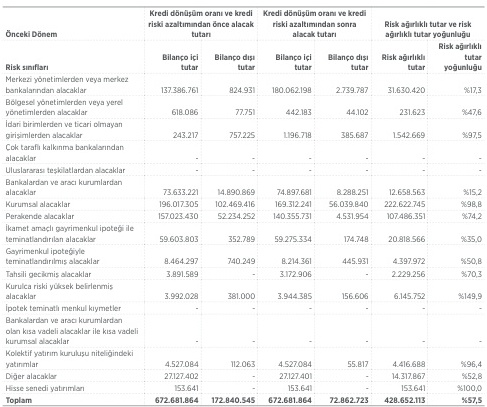 Önceki Dönem
Kredi dönüşüm oranı ve kredi riski azaltımından önce alacak tutarı
Kredi dönüşüm oranı ve kredi riski azaltımından sonra alacak tutarı
Risk ağırlıklı tutar ve risk ağırlıklı tutar yoğunluğu
Risk sınıfları Bilanço içi tutar Bilanço dışı tutar Bilanço içi tutar Bilanço dışı tutar Risk ağırlıklı tutar Risk ağırlıklı tutar yoğunluğu
Merkezi yönetimlerden veya merkez
bankalarından alacaklar 137.386.761 824.931 180.062.198 2.739.787 31.630.420 %17,3
Bölgesel yönetimlerden veya yerel
yönetimlerden alacaklar 618.086 77.751 442.183 44.102 231.623 %47,6
İdari birimlerden ve ticari olmayan
girişimlerden alacaklar 243.217 757.225 1.196.718 385.687 1.542.669 %97,5
Çok taraflı kalkınma bankalarından
alacaklar - - - - - -
Uluslararası teşkilatlardan alacaklar - - - - - -
Bankalardan ve aracı kurumlardan
alacaklar 73.633.221 14.890.869 74.897.681 8.288.251 12.658.563 %15,2
Kurumsal alacaklar 196.017.305 102.469.416 169.312.241 56.039.840 222.622.745 %98,8
Perakende alacaklar 157.023.430 52.234.252 140.355.731 4.531.954 107.486.351 %74,2
İkamet amaçlı gayrimenkul ipoteği ile
teminatlandırılan alacaklar 59.603.803 352.789 59.275.334 174.748 20.818.566 %35,0
Gayrimenkul ipoteğiyle
teminatlandırılmış alacaklar 8.464.297 740.249 8.214.361 445.931 4.397.972 %50,8
Tahsili gecikmiş alacaklar 3.891.589 - 3.172.906 - 2.229.256 %70,3
Kurulca riski yüksek belirlenmiş
alacaklar 3.992.028 381.000 3.944.385 156.606 6.145.752 %149,9
İpotek teminatlı menkul kıymetler - - - - - -
Bankalardan ve aracı kurumlardan
olan kısa vadeli alacaklar ile kısa vadeli
kurumsal alacaklar - - - - - -
Kolektif yatırım kuruluşu niteliğindeki
yatırımlar 4.527.084 112.063 4.527.084 55.817 4.416.688 %96,4
Diğer alacaklar 27.127.402 - 27.127.401 - 14.317.867 %52,8
Hisse senedi yatırımları 153.641 - 153.641 - 153.641 %100,0
Toplam 672.681.864 172.840.545 672.681.864 72.862.723 428.652.113 %57,5